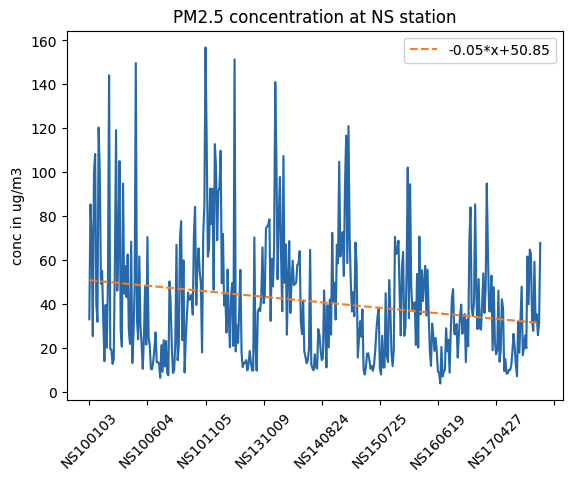 PM2.5 concentration at NS station
-0.05*x+50.85
conc in ug/m3
160
140
120
100
80
60
40
20
0
NS100103
NS100604
NS101105
NS131009
NS140824
NS150725
NS160619
NS170427